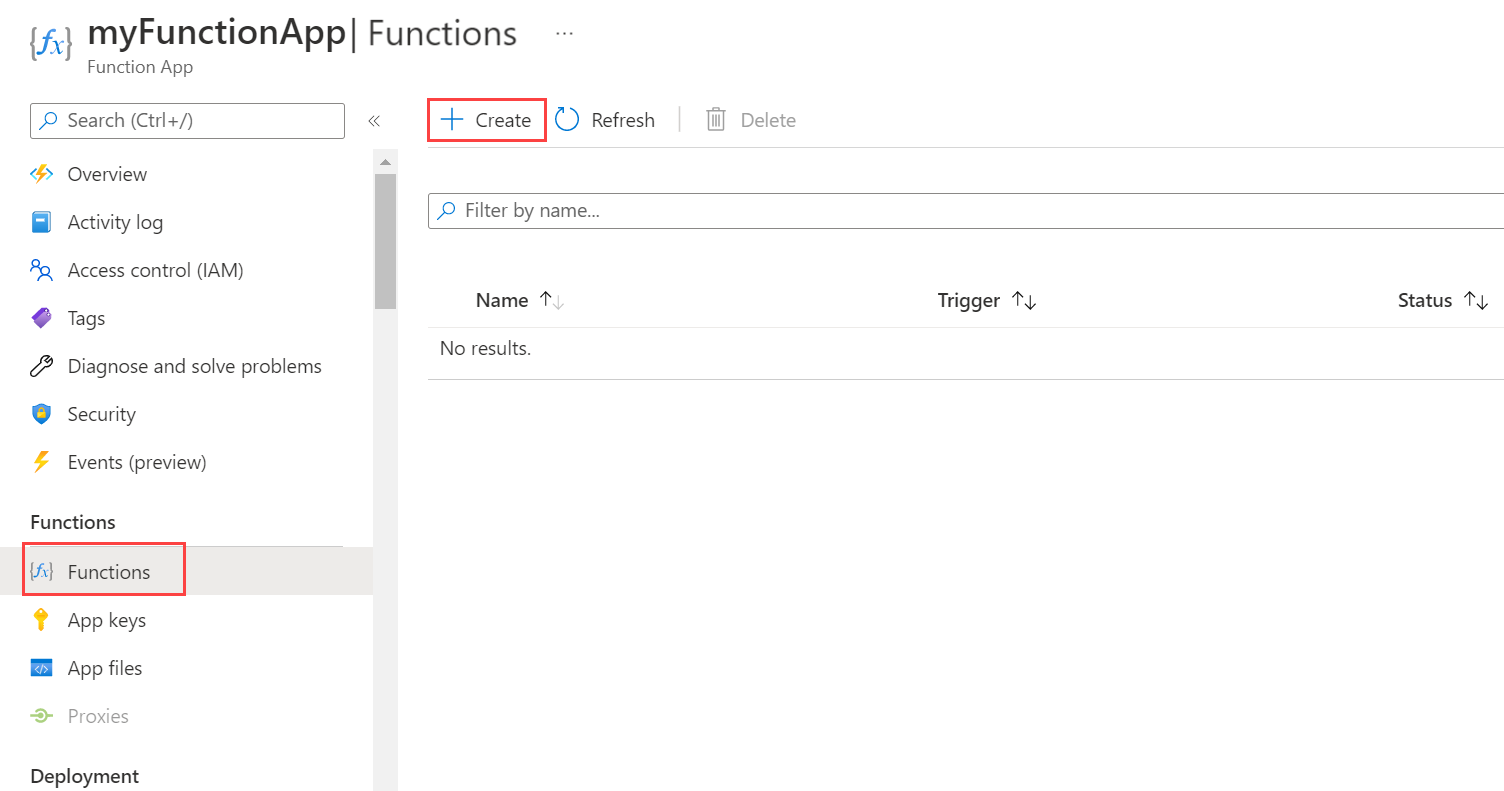 myFunctionApp | Functions ...
Function App
Search (Ctrl+/)
«
Overview
Activity log
Access control (IAM)
Tags
Diagnose and solve problems
Security
Events (preview)
Functions
Functions
App keys
App files
Proxies
Deployment
Create Refresh Delete
Filter by name...
Name Trigger Status
No results.